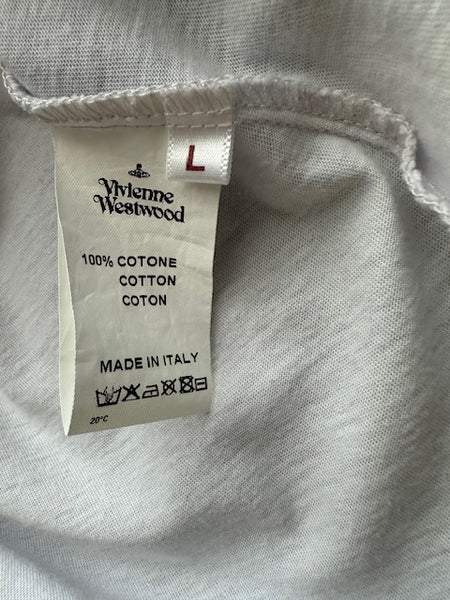 L
Vivienne
Westwood
100% COTONE
COTTON
COTON
MADE IN ITALY
20°C